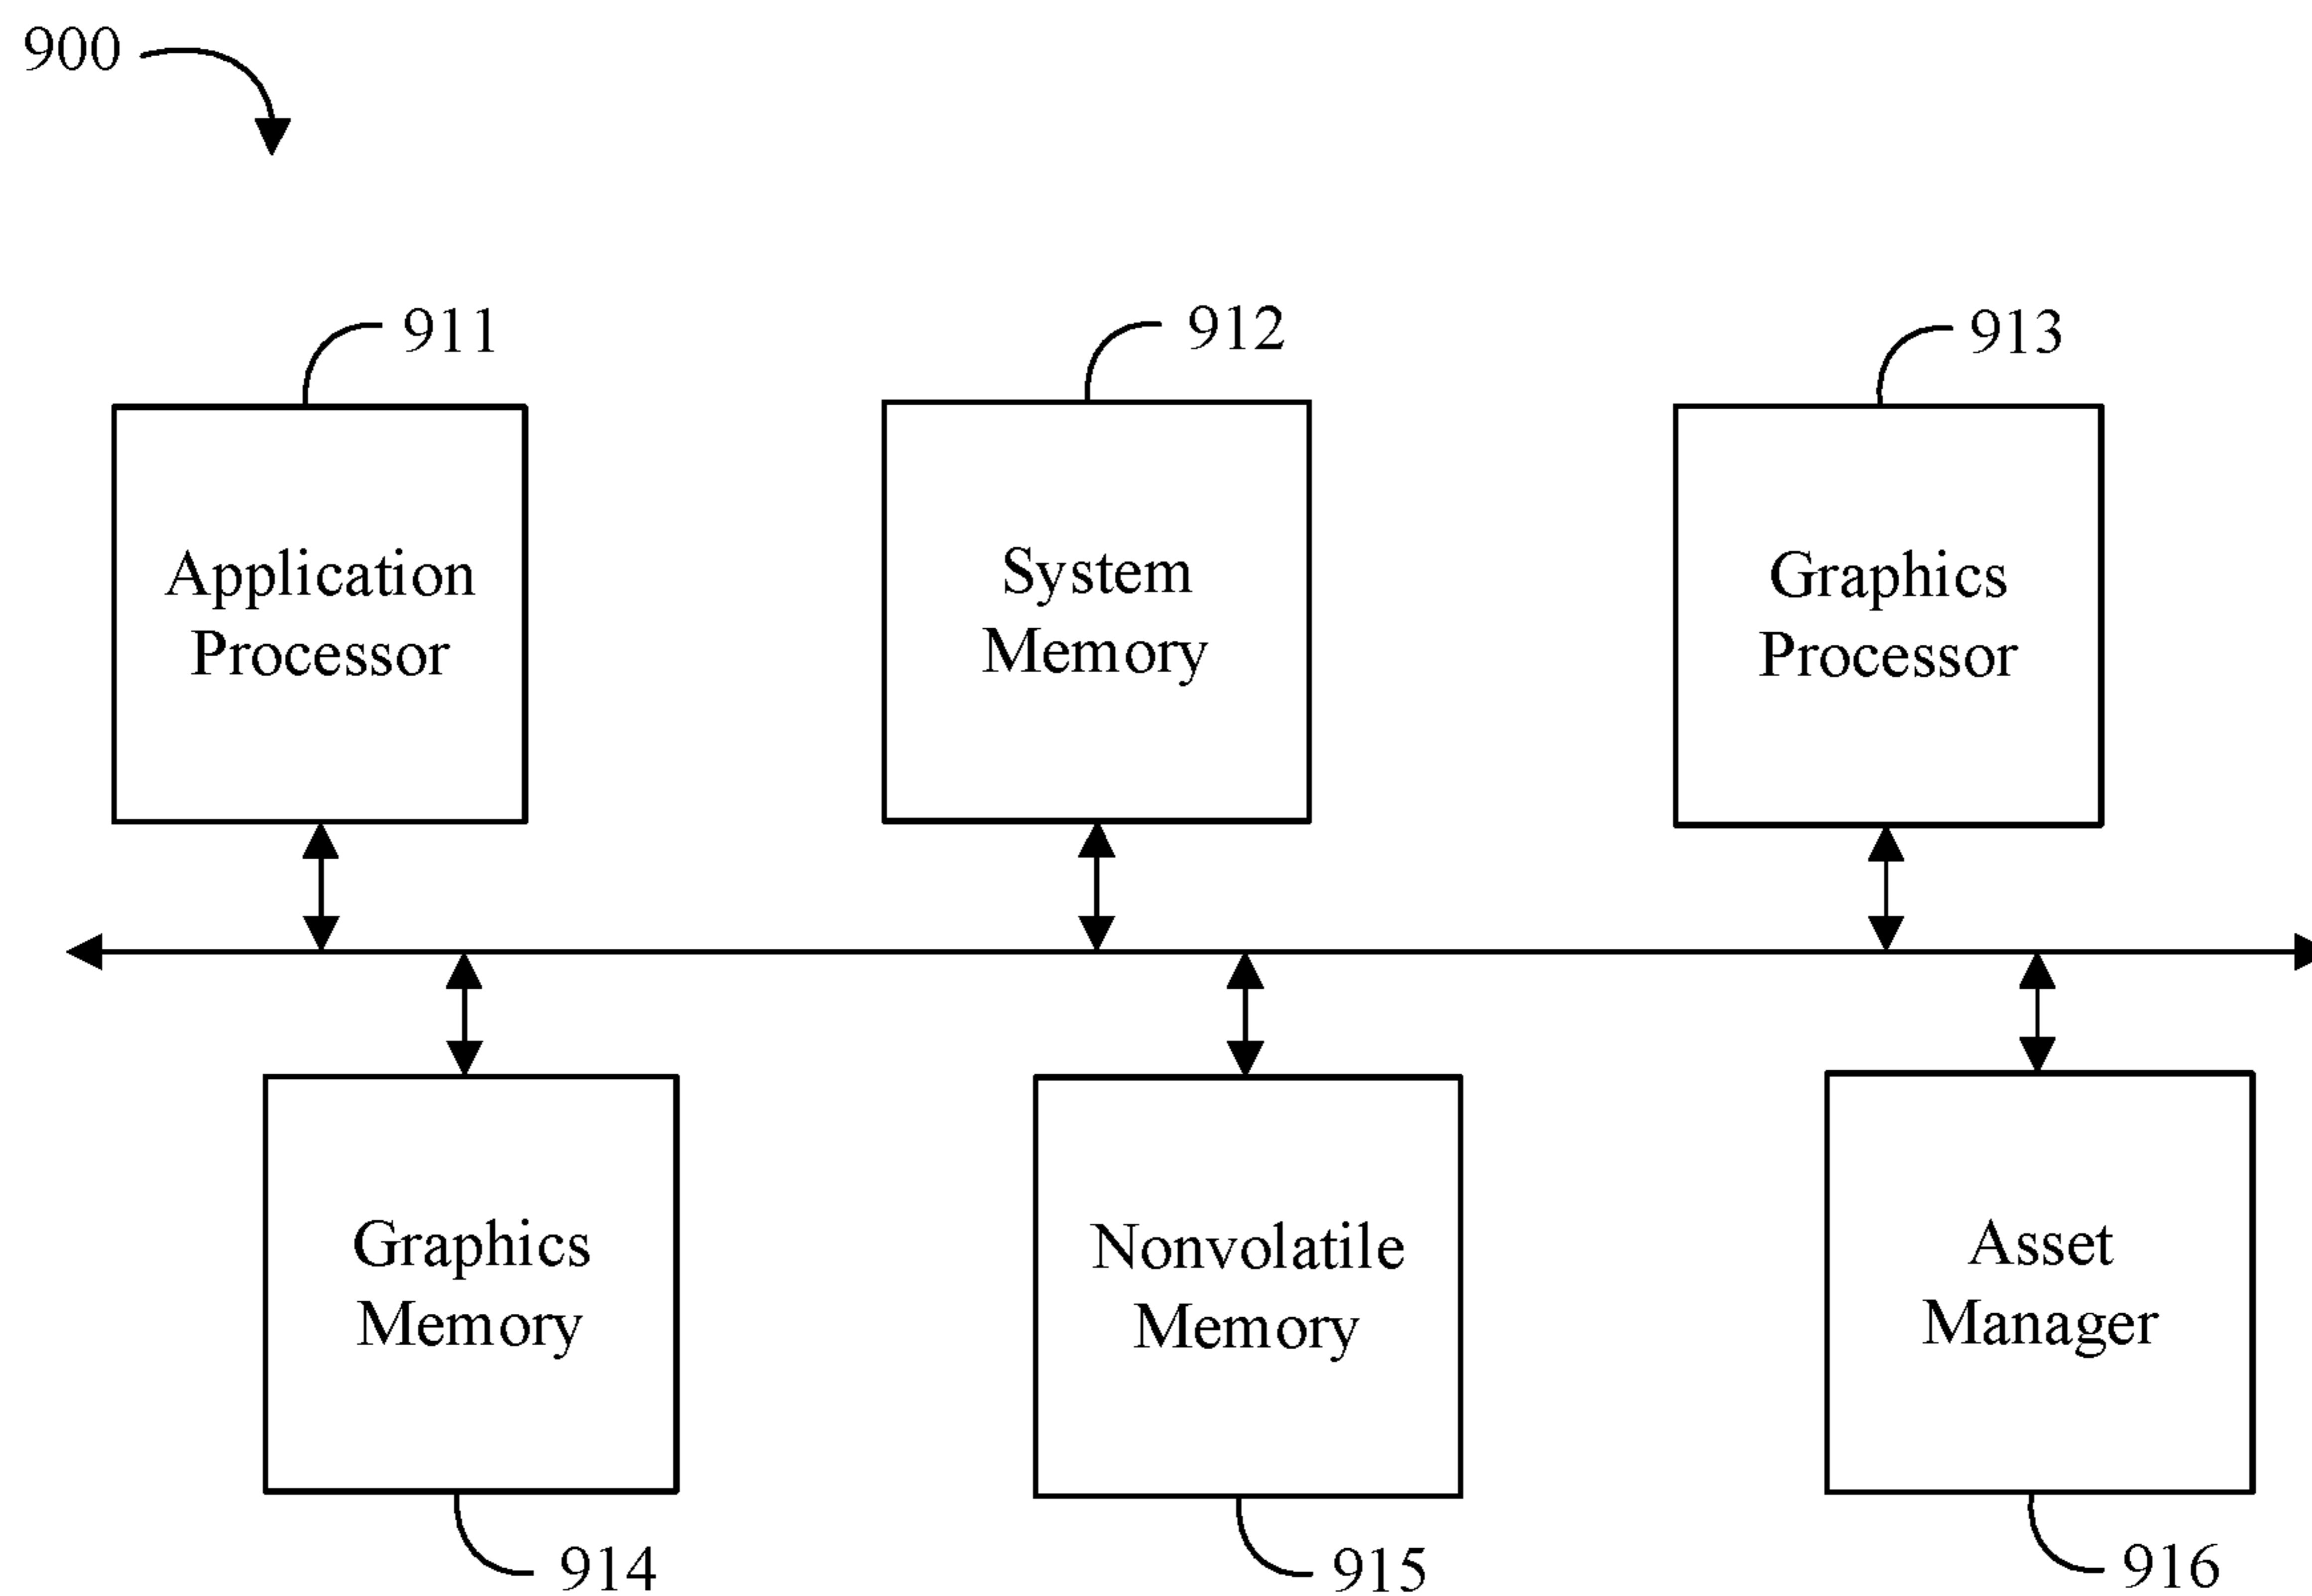 900
911
912
913
Application
Processor
System
Memory
Graphics
Processor
Graphics
Memory
Nonvolatile
Memory
Asset
Manager
914
915
916